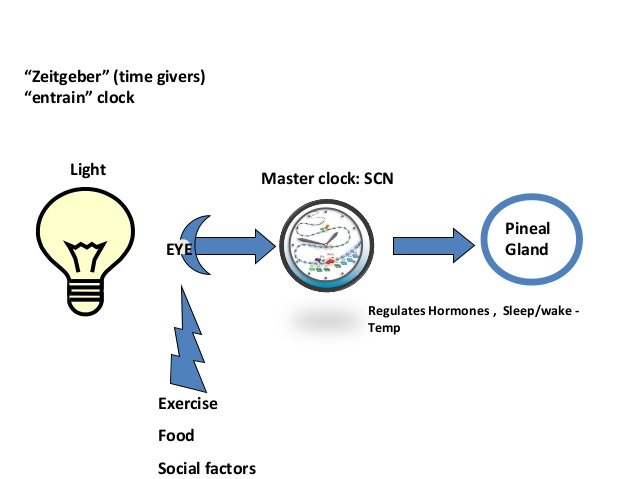 “Zeitgeber” (time givers)
“entrain” clock
Light
Master clock: SCN
EYE
Pineal
Gland
Regulates Hormones , Sleep/wake -
Temp
Exercise
Food
Social factors